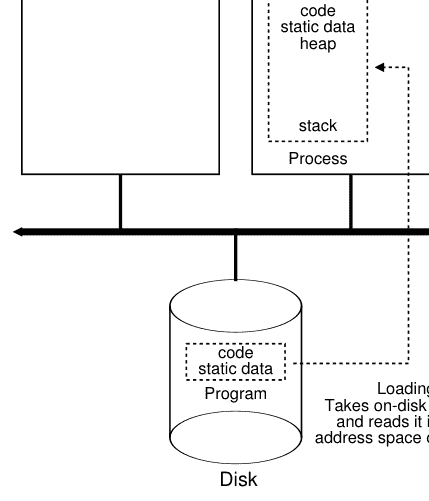 code
static data
heap
stack
Process
code
static data
Program
Loading
Takes on-disk
and reads it
address space
Disk